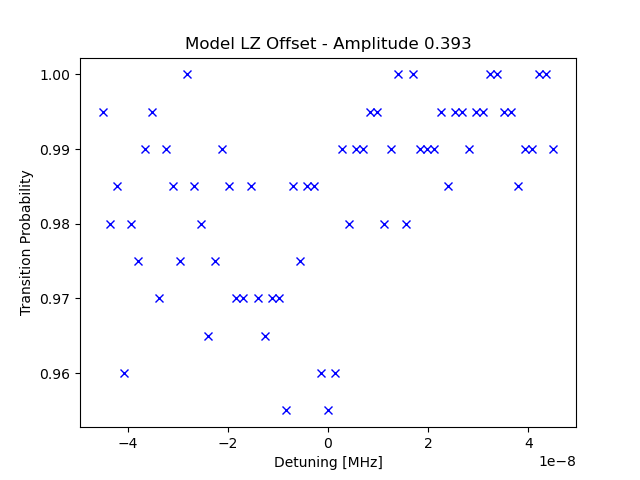 Model LZ Offset - Amplitude 0.393
1.00
0.99
0.98
0.97
0.96
Transition Probability
−4
−2
0
2
4
1e−8
Detuning [MHz]